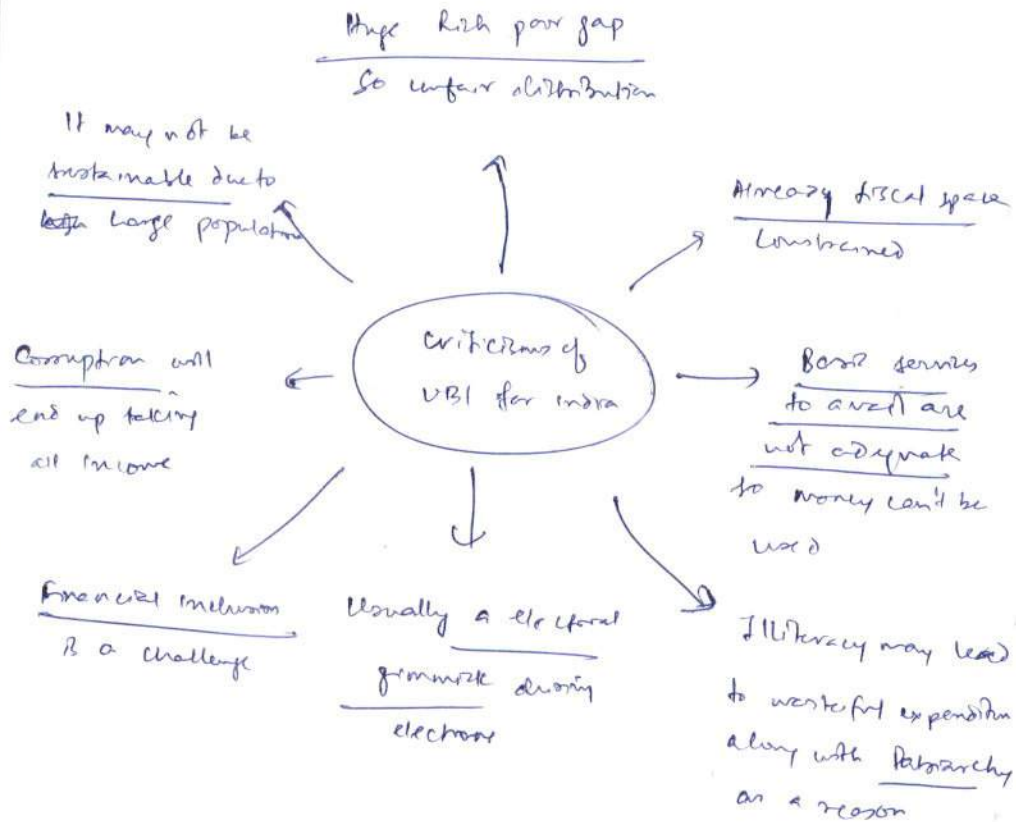 Huge Rich poor gap
So unfair distribution
It may not be
sustainable due to
large population
Already fiscal space
constrained
Criticisms of
UBI for india
Corruption will
end up taking
all income
Basic services
to avail are
not adequate
so money can't be
used
Financial inclusion
is a challenge
Usually a electoral
gimmick during
elections
Illiteracy may lead
to wasteful expenditure
along with Patriarchy
as a reason